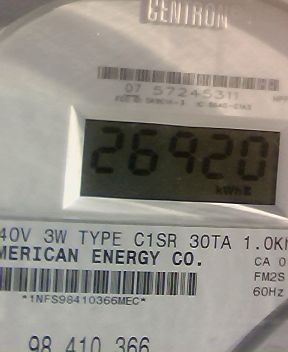 CENTRON
07 57245311
26920
kWh
40V 3W TYPE C1SR 30TA 1.0K
MERICAN ENERGY CO.
CA 0
FM2S
60Hz
*1NFS98410366MEC*
98 410 366